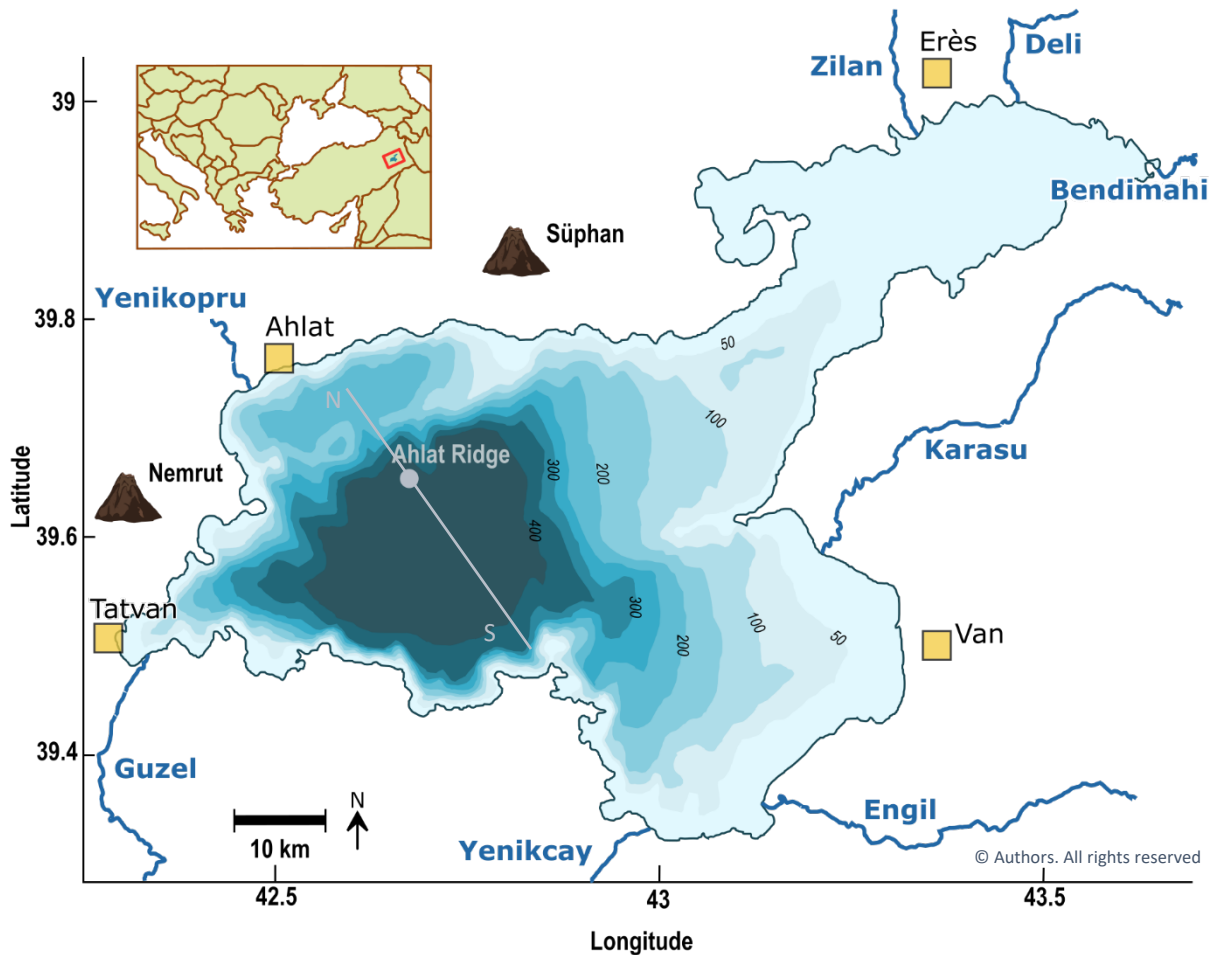 Zilan
Erès
Deli
39
Bendimahi
Süphan
Yenikopru
39.8
Ahlat
50
N
100
Ahlat Ridge
Karasu
Nemrut
300
200
Latitude
400
39.6
Tatvan
300
100
S
50
Van
200
39.4
Guzel
N
Engil
10 km
Yenikcay
© Authors. All rights reserved
42.5
43
43.5
Longitude